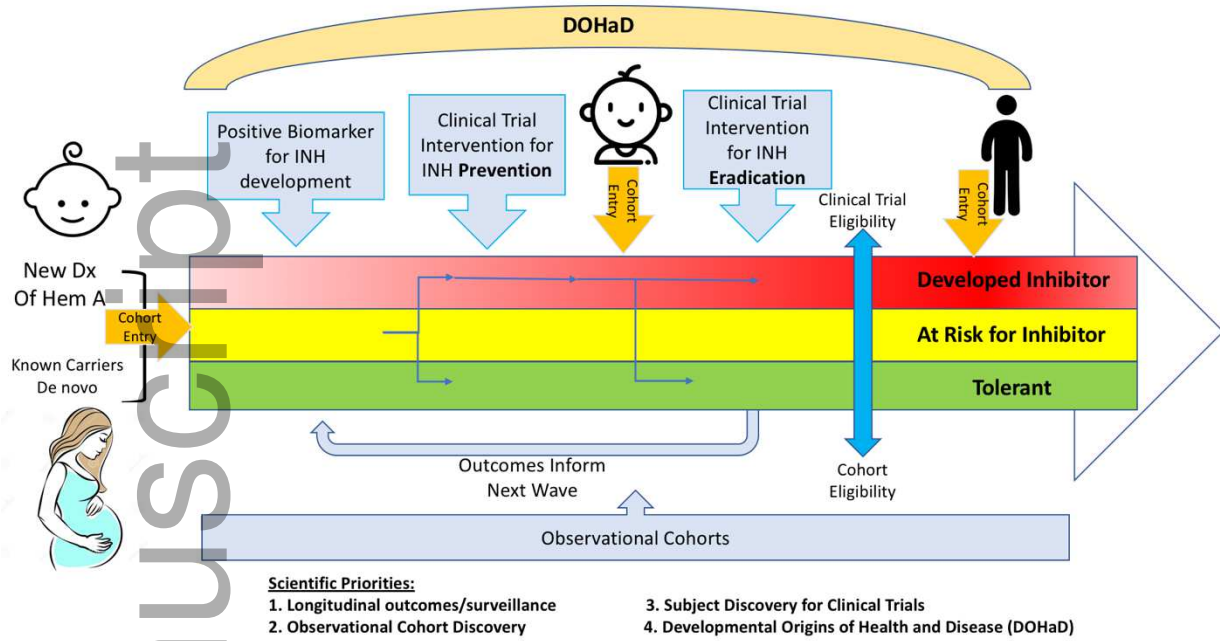 DOHaD
Positive Biomarker
for INH
development
Clinical Trial
Intervention for
INH Prevention
Cohort
Entry
Clinical Trial
Intervention
for INH
Eradication
Clinical Trial
Eligibility
Cohort
Entry
New Dx
Of Hem A
Cohort
Entry
Known Carriers
De novo
Developed Inhibitor
At Risk for Inhibitor
Tolerant
Outcomes Inform
Next Wave
Cohort
Eligibility
Observational Cohorts
Scientific Priorities:
1. Longitudinal outcomes/surveillance
2. Observational Cohort Discovery
3. Subject Discovery for Clinical Trials
4. Developmental Origins of Health and Disease (DOHaD)
uscript